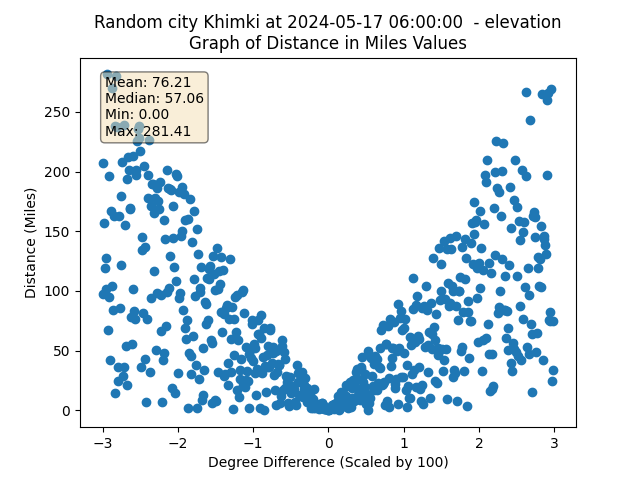 Random city Khimki at 2024-05-17 06:00:00  - elevation
Graph of Distance in Miles Values
Mean: 76.21
Median: 57.06
Min: 0.00
Max: 281.41
Distance (Miles)
250
200
150
100
50
0
−3 −2 −1 0 1 2 3
Degree Difference (Scaled by 100)